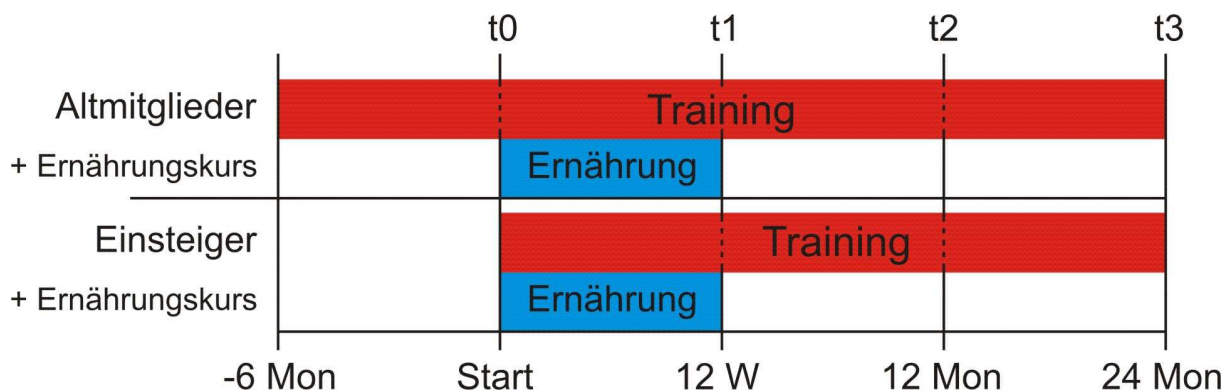 t0 t1 t2 t3
Altmitglieder Training
+ Ernährungskurs Ernährung
Einsteiger Training
+ Ernährungskurs Ernährung
-6 Mon Start 12 W 12 Mon 24 Mon